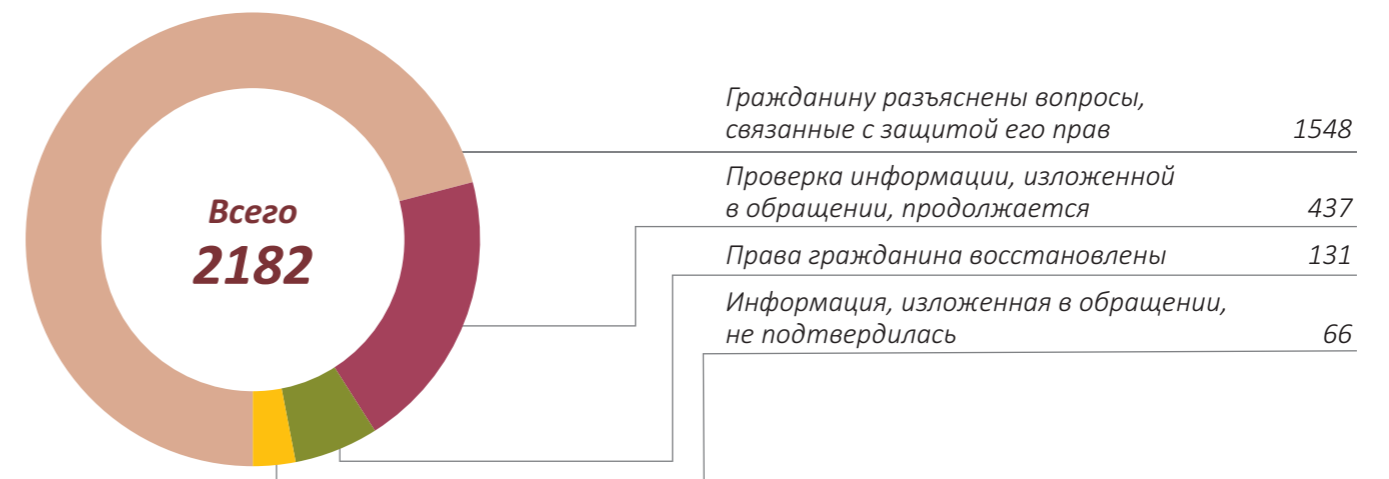 Всего
2182
Гражданину разъяснены вопросы,
связанные с защитой его прав 1548
Проверка информации, изложенной
в обращении, продолжается 437
Права гражданина восстановлены 131
Информация, изложенная в обращении,
не подтвердилась 66